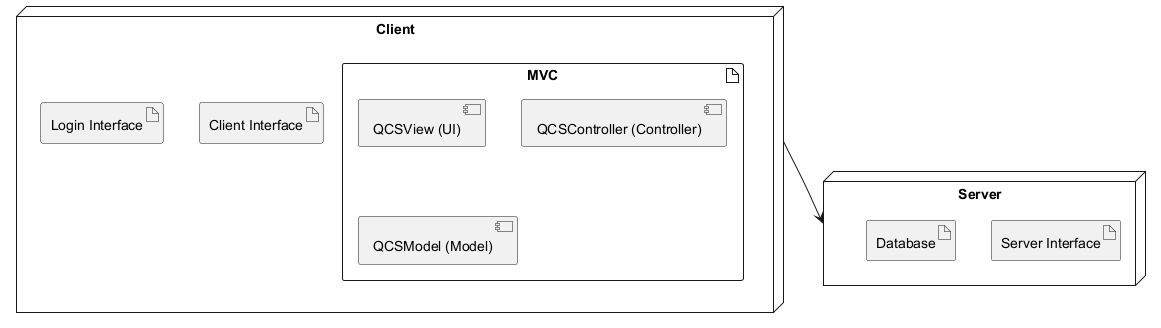 Client
MVC
Login Interface
Client Interface
QCSView (UI)
QCSController (Controller)
QCSModel (Model)
Server
Database
Server Interface